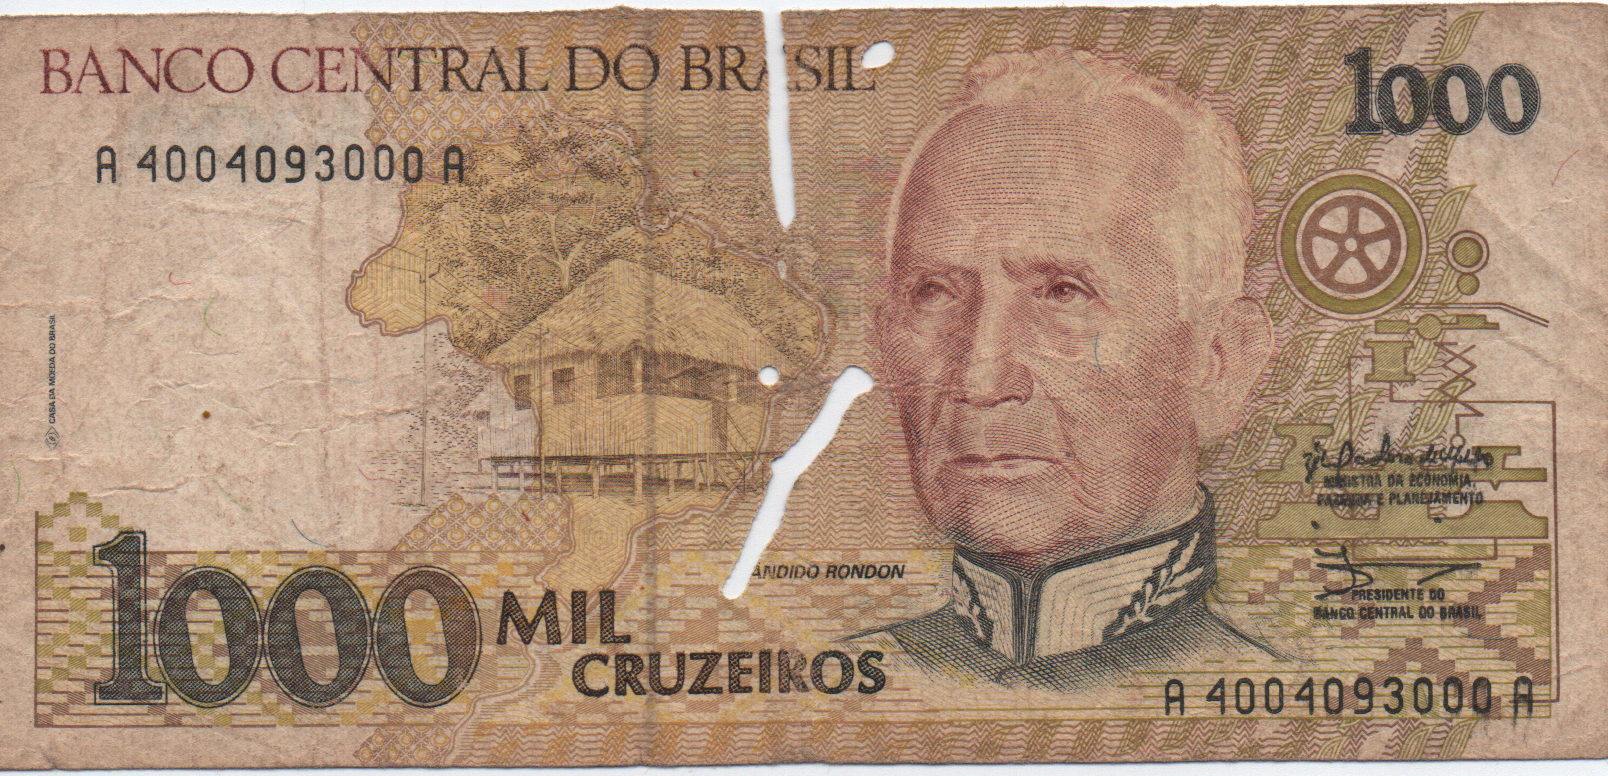 BANCO CENTRAL DO BRASIL
1000
A 4004093000 A
CASA DA MOEDA DO BRASIL
MINISTRA DA ECONOMIA,
FAZENDA E PLANEJAMENTO
ANDIDO RONDON
PRESIDENTE DO
BANCO CENTRAL DO BRASIL
1000 MIL
CRUZEIROS
A 4004093000 A